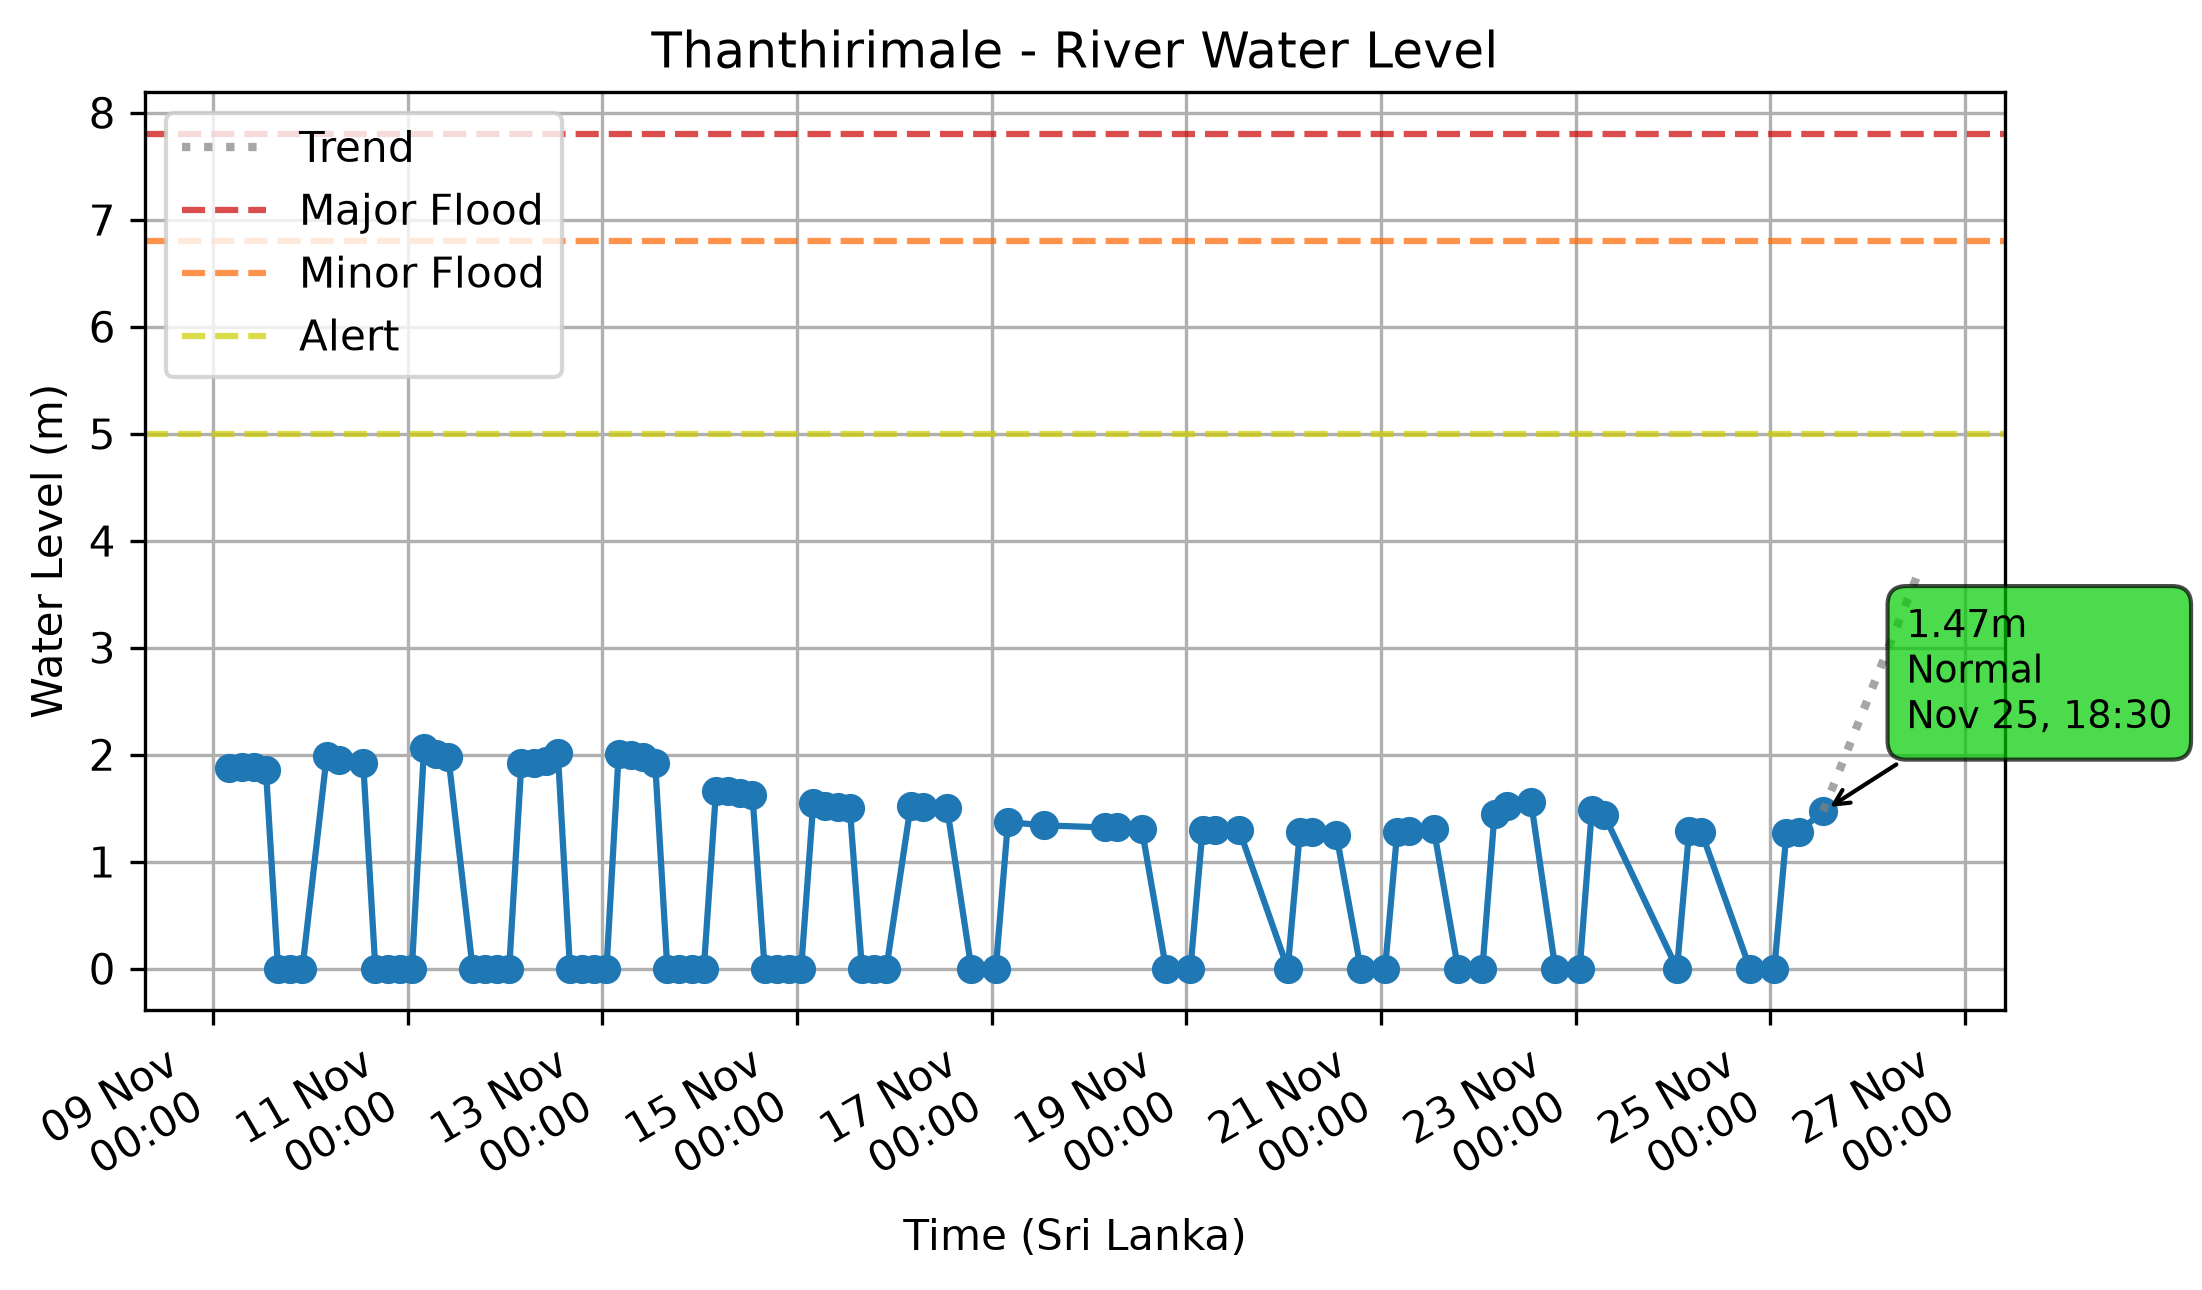 Thanthirimale - River Water Level
8
7
6
5
4
3
2
1
0
Water Level (m)
Trend
Major Flood
Minor Flood
Alert
1.47m
Normal
Nov 25, 18:30
09 Nov
00:00
11 Nov
00:00
13 Nov
00:00
15 Nov
00:00
17 Nov
00:00
19 Nov
00:00
21 Nov
00:00
23 Nov
00:00
25 Nov
00:00
27 Nov
00:00
Time (Sri Lanka)